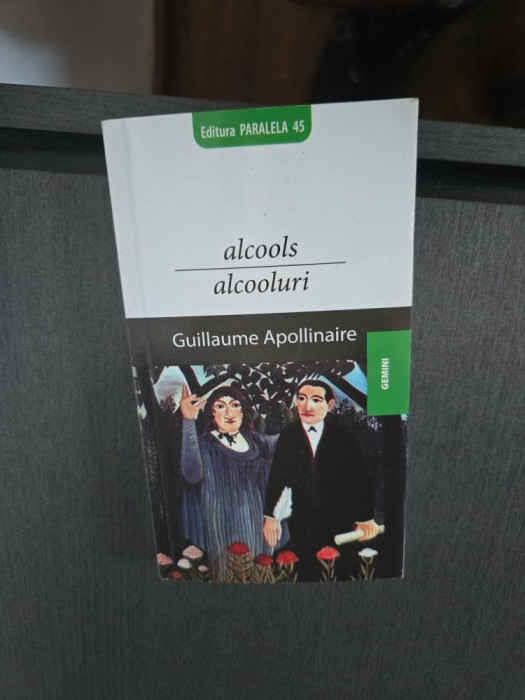 Editura PARALELA 45
alcools
alcooluri
Guillaume Apollinaire
GEMINI